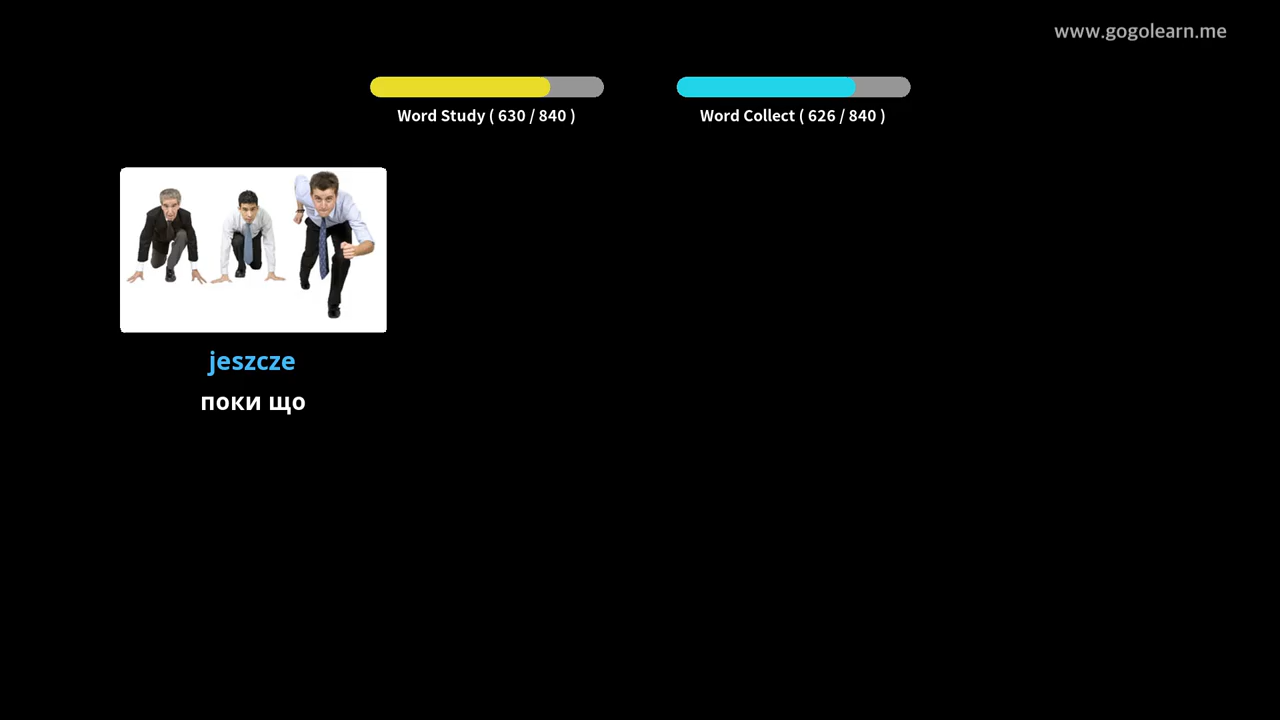 www.gogolearn.me
Word Study ( 630 / 840 )
Word Collect ( 626 / 840 )
jeszcze
поки що